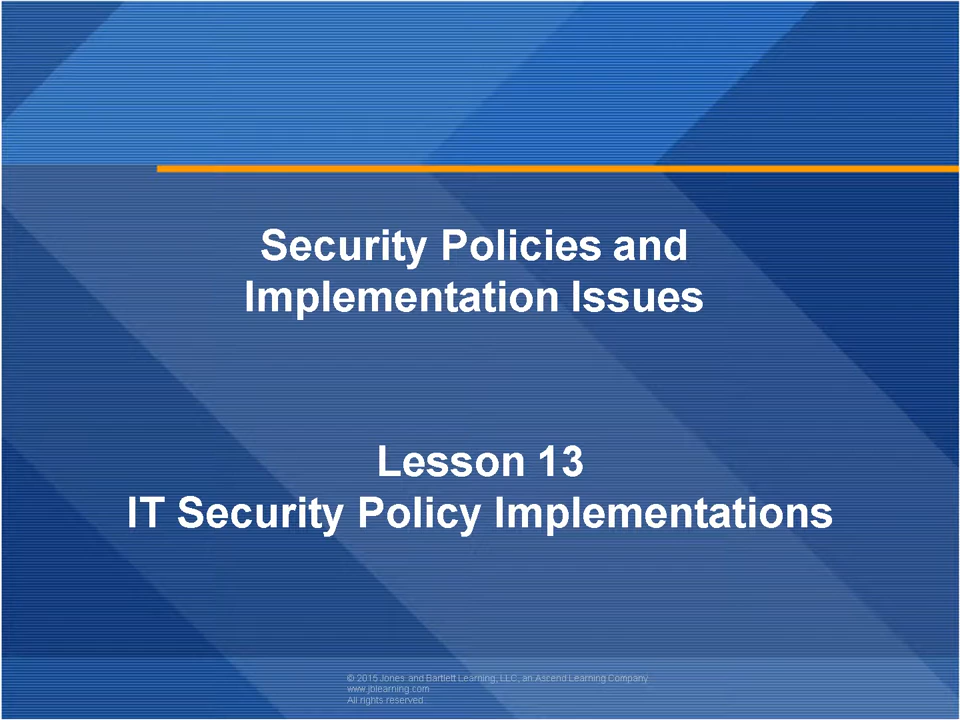 Security Policies and
Implementation Issues
Lesson 13
IT Security Policy Implementations
© 2015 Jones and Bartlett Learning, LLC, an Ascend Learning Company
www.jblearning.com
All rights reserved.